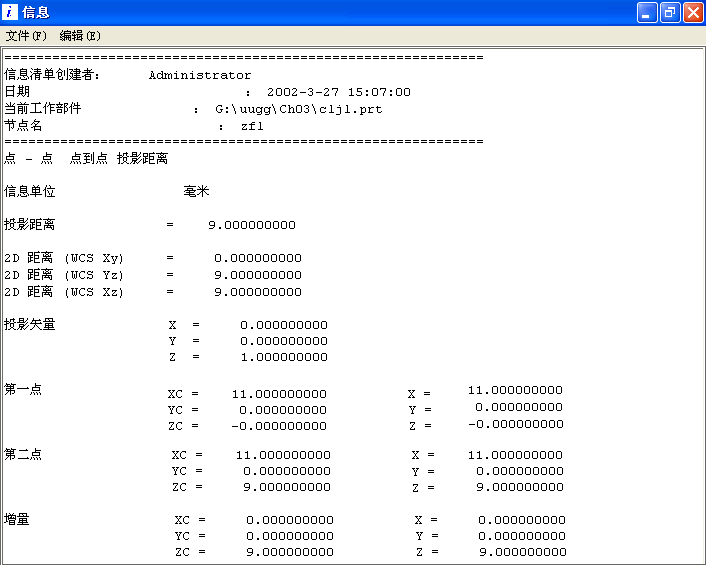 信息
文件(F) 编辑(E)
============================================================
信息清单创建者: Administrator
日期 : 2002-3-27 15:07:00
当前工作部件 : G:\uugg\Ch03\cljl.prt
节点名 : zfl
============================================================
点 - 点 点到点 投影距离
信息单位 毫米
投影距离 = 9.000000000
2D 距离 (WCS Xy) = 0.000000000
2D 距离 (WCS Yz) = 9.000000000
2D 距离 (WCS Xz) = 9.000000000
投影矢量 X = 0.000000000
Y = 0.000000000
Z = 1.000000000
第一点 XC = 11.000000000 X = 11.000000000
YC = 0.000000000 Y = 0.000000000
ZC = -0.000000000 Z = -0.000000000
第二点 XC = 11.000000000 X = 11.000000000
YC = 0.000000000 Y = 0.000000000
ZC = 9.000000000 Z = 9.000000000
增量 XC = 0.000000000 X = 0.000000000
YC = 0.000000000 Y = 0.000000000
ZC = 9.000000000 Z = 9.000000000